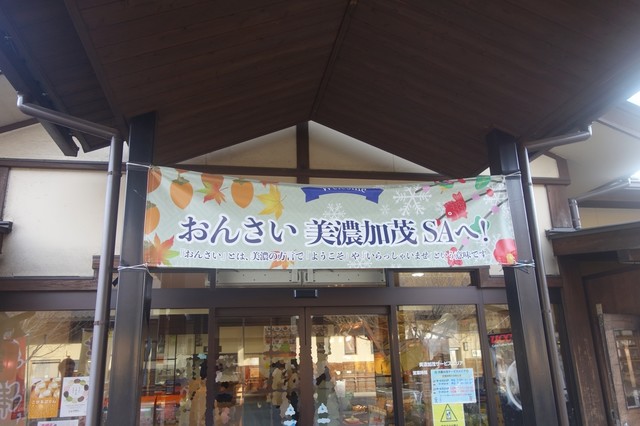 Welcome
おんさい 美濃加茂SAへ!
「おんさい」とは、美濃の方言で「ようこそ」や「いらっしゃいませ」という意味です